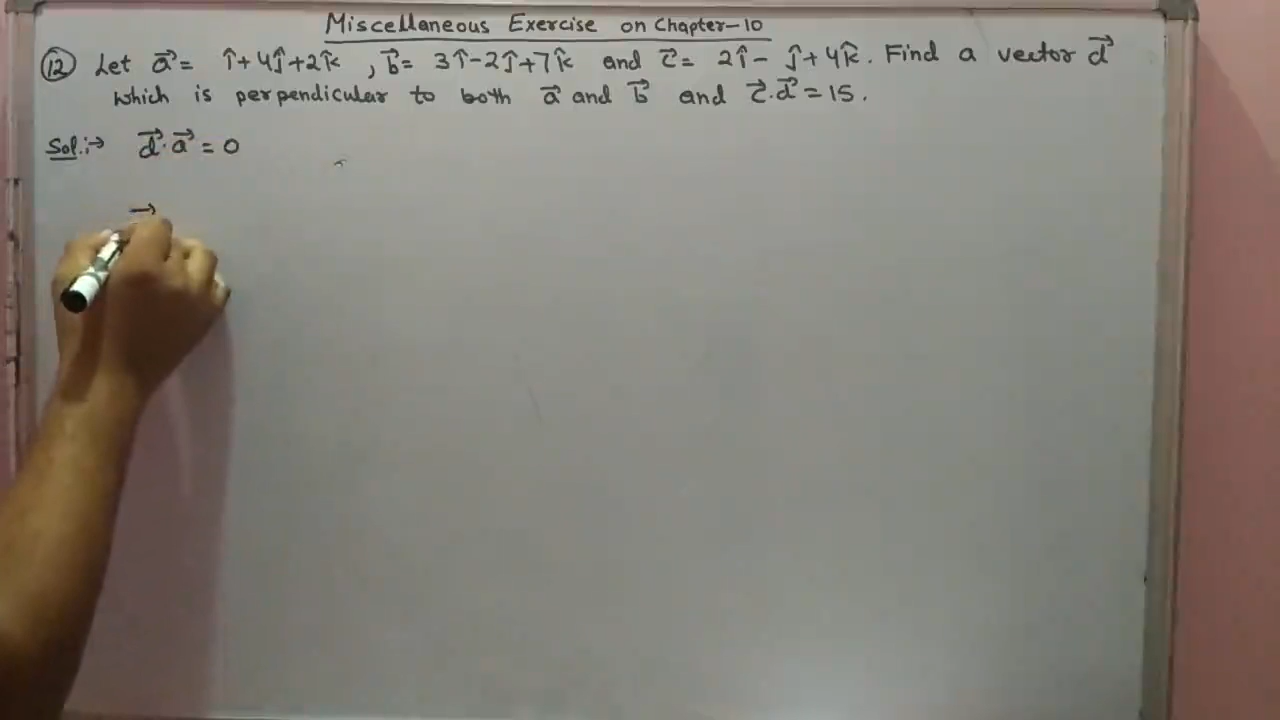 Miscellaneous Exercise on Chapter-10
(12) Let a⃗ = î+4ĵ+2k̂ , b⃗ = 3î-2ĵ+7k̂ and c⃗ = 2î - ĵ+4k̂. Find a vector d⃗
which is perpendicular to both a⃗ and b⃗ and c⃗.d⃗ = 15.
Sol.:→ d⃗.a⃗ = 0
→